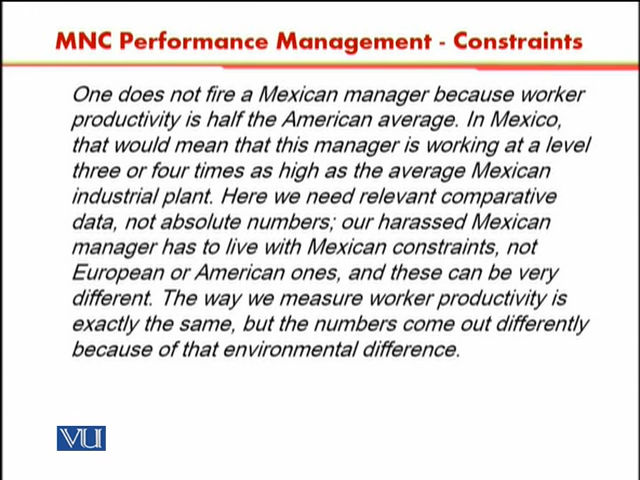 MNC Performance Management - Constraints
One does not fire a Mexican manager because worker
productivity is half the American average. In Mexico,
that would mean that this manager is working at a level
three or four times as high as the average Mexican
industrial plant. Here we need relevant comparative
data, not absolute numbers; our harassed Mexican
manager has to live with Mexican constraints, not
European or American ones, and these can be very
different. The way we measure worker productivity is
exactly the same, but the numbers come out differently
because of that environmental difference.
VU